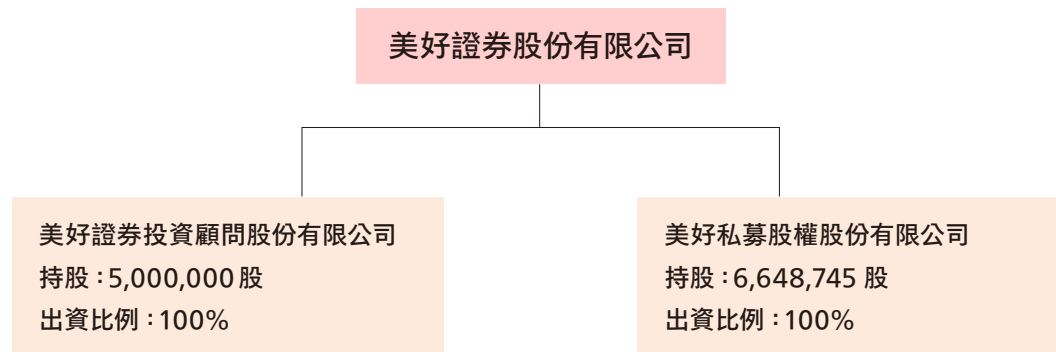 美好證券股份有限公司
美好證券投資顧問股份有限公司
持股：5,000,000 股
出資比例：100%
美好私募股權股份有限公司
持股：6,648,745 股
出資比例：100%